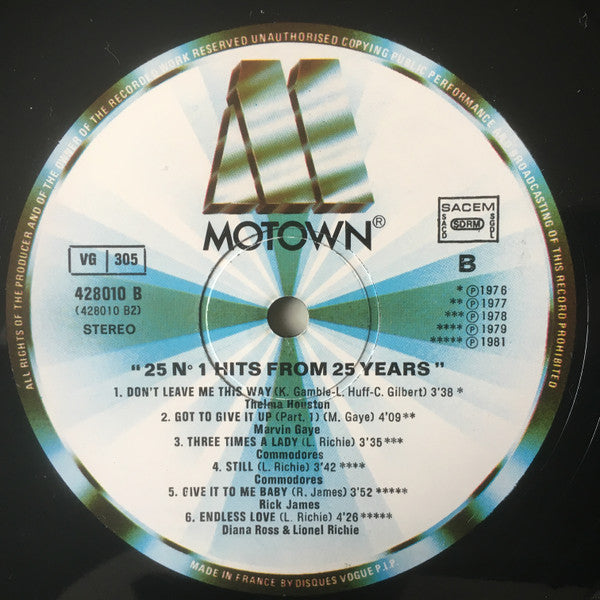 ALL RIGHTS OF THE PRODUCER AND OF THE OWNER OF THE RECORDED WORK RESERVED UNAUTHORISED COPYING PUBLIC PERFORMANCE AND BROADCASTING OF THIS RECORD PROHIBITED
MOTOWN®
SACEM
SACD SDRM SGDL
VG 305
B
428010 B
(428010 B2)
STEREO
* ℗1976
** ℗1977
*** ℗1978
**** ℗1979
***** ℗1981
"25 No 1 HITS FROM 25 YEARS"
1. DON'T LEAVE ME THIS WAY (K. Gamble-L. Huff-C. Gilbert) 3'38 *
Thelma Houston
2. GOT TO GIVE IT UP (Part. 1) (M. Gaye) 4'09 **
Marvin Gaye
3. THREE TIMES A LADY (L. Richie) 3'35 ***
Commodores
4. STILL (L. Richie) 3'42 ****
Commodores
5. GIVE IT TO ME BABY (R. James) 3'52 *****
Rick James
6. ENDLESS LOVE (L. Richie) 4'26 *****
Diana Ross & Lionel Richie
MADE IN FRANCE BY DISQUES VOGUE P.I.P.